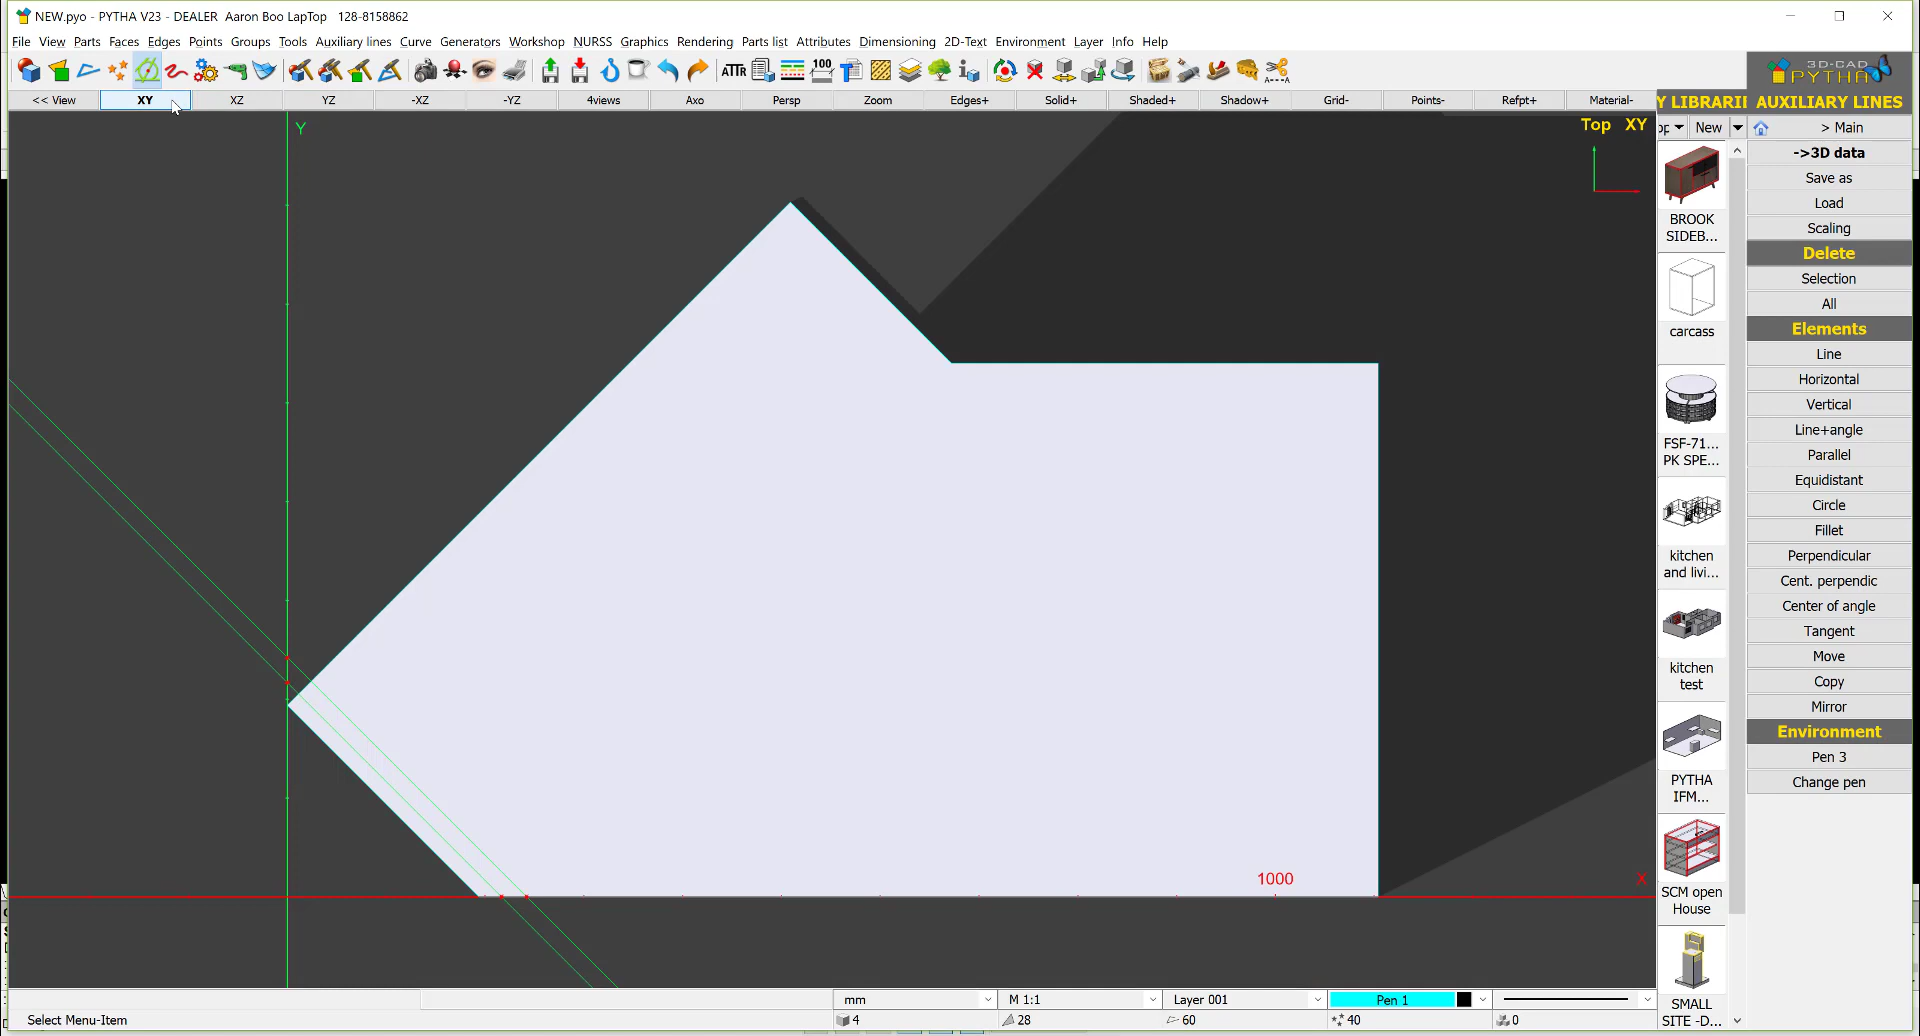 NEW.pyo - PYTHA V23 - DEALER Aaron Boo LapTop 128-8158862
File View Parts Faces Edges Points Groups Tools Auxiliary lines Curve Generators Workshop NURSS Graphics Rendering Parts list Attributes Dimensioning 2D-Text Environment Layer Info Help
ATTR 100 3D-CAD PYTHA
<< View XY XZ YZ -XZ -YZ 4views Axo Persp Zoom Edges+ Solid+ Shaded+ Shadow+ Grid- Points- Refpt+ Material-
Y LIBRARIE AUXILIARY LINES
Y
Top XY
New > Main
->3D data
Save as
BROOK
SIDEB...
Load
Scaling
Delete
Selection
All
carcass
Elements
Line
Horizontal
Vertical
Line+angle
FSF-71...
PK SPE...
Parallel
Equidistant
Circle
Fillet
kitchen
and livi...
Perpendicular
Cent. perpendic
Center of angle
Tangent
Move
kitchen
test
Copy
Mirror
Environment
Pen 3
PYTHA
IFM...
Change pen
1000
X
SCM open
House
SMALL
SITE -D...
mm M 1:1 Layer 001 Pen 1
Select Menu-Item 4 28 60 40 0